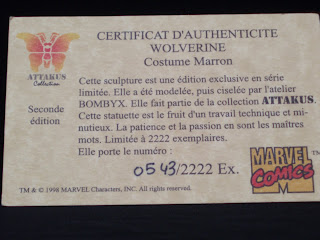 CERTIFICAT D'AUTHENTICITE
WOLVERINE
Costume Marron
ATTAKUS
Collection
Seconde
édition
Cette sculpture est une édition exclusive en série
limitée. Elle a été modelée, puis ciselée par l'atelier
BOMBYX. Elle fait partie de la collection ATTAKUS.
Cette statuette est le fruit d'un travail technique et mi-
nutieux. La patience et la passion en sont les maîtres
mots. Limitée à 2222 exemplaires.
Elle porte le numéro :
0543/2222 Ex.
MARVEL TM
COMICS
TM & © 1998 MARVEL Characters, INC. All rights reserved.